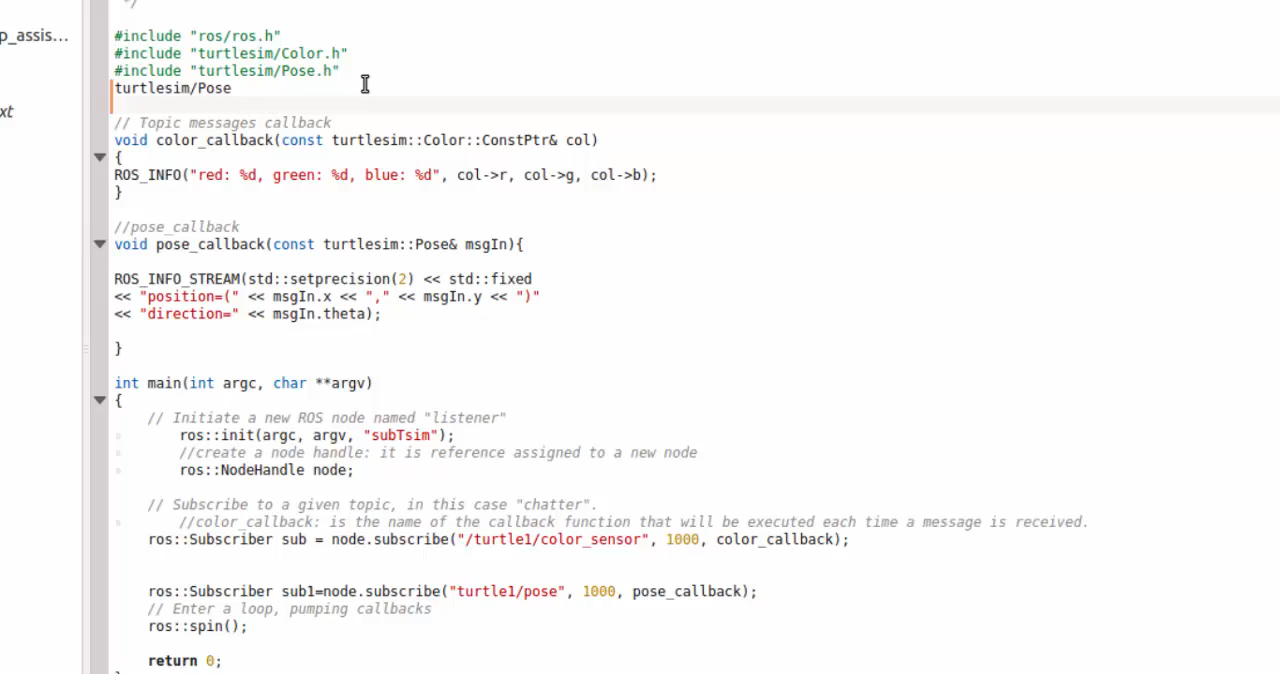 */
p_assis...
#include "ros/ros.h"
#include "turtlesim/Color.h"
#include "turtlesim/Pose.h"
turtlesim/Pose
xt
// Topic messages callback
void color_callback(const turtlesim::Color::ConstPtr& col)
{
ROS_INFO("red: %d, green: %d, blue: %d", col->r, col->g, col->b);
}
//pose_callback
void pose_callback(const turtlesim::Pose& msgIn){
ROS_INFO_STREAM(std::setprecision(2) << std::fixed
<< "position=(" << msgIn.x << "," << msgIn.y << ")"
<< "direction=" << msgIn.theta);
}
int main(int argc, char **argv)
{
// Initiate a new ROS node named "listener"
ros::init(argc, argv, "subTsim");
//create a node handle: it is reference assigned to a new node
ros::NodeHandle node;
// Subscribe to a given topic, in this case "chatter".
//color_callback: is the name of the callback function that will be executed each time a message is received.
ros::Subscriber sub = node.subscribe("/turtle1/color_sensor", 1000, color_callback);
ros::Subscriber sub1=node.subscribe("turtle1/pose", 1000, pose_callback);
// Enter a loop, pumping callbacks
ros::spin();
return 0;